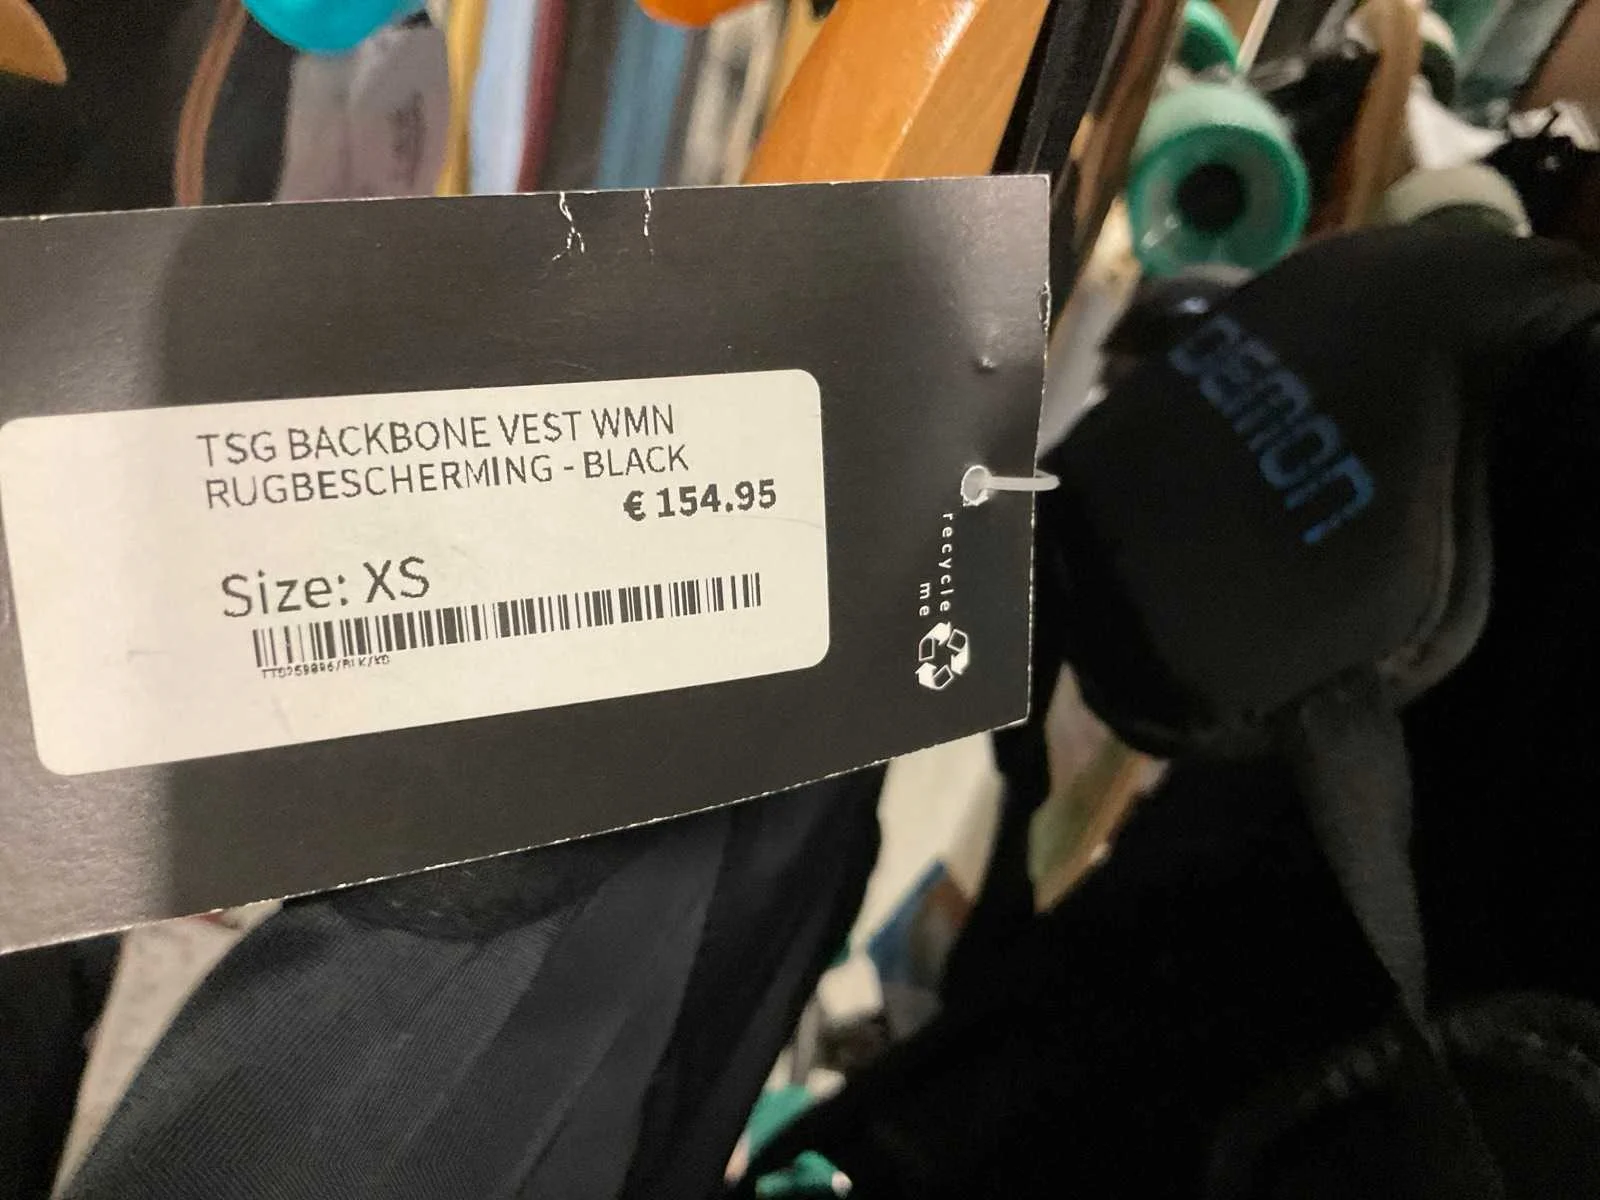 TSG BACKBONE VEST WMN
RUGBESCHERMING - BLACK
€ 154.95
Size: XS
recycle
me
DEMON